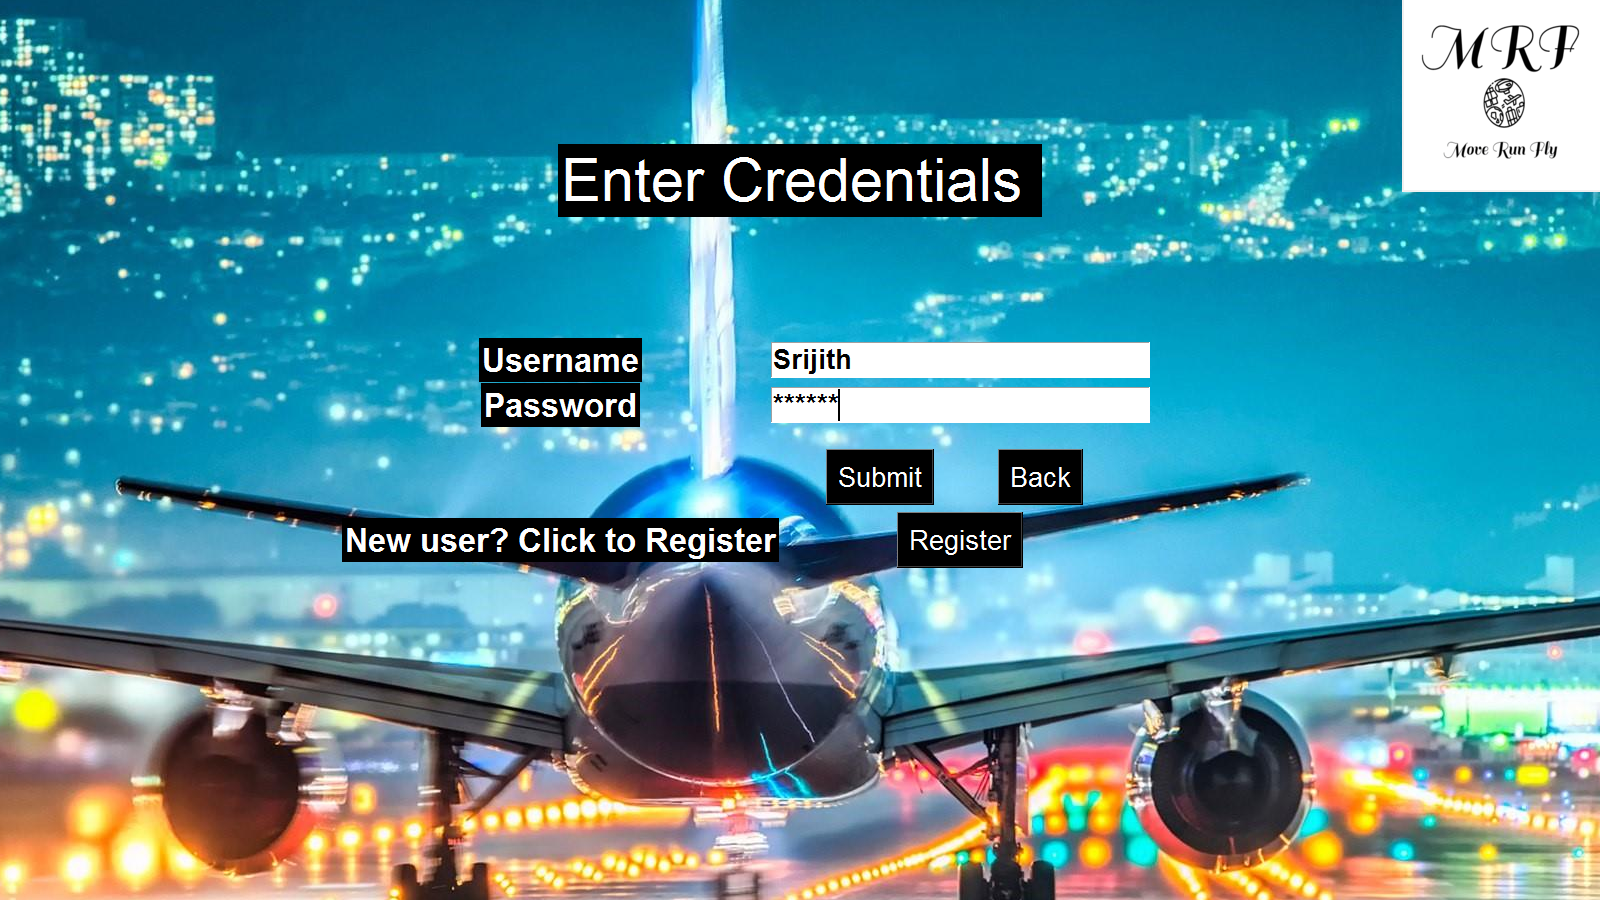 MRF
Move Run Fly
Enter Credentials
Username Srijith
Password ******
Submit Back
New user? Click to Register Register